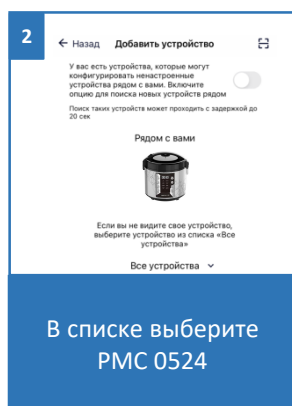 2
← Назад Добавить устройство
У вас есть устройства, которые могут
конфигурировать ненастроенные
устройства рядом с вами. Включите
опцию для поиска новых устройств рядом
Поиск таких устройств может проходить с задержкой до
20 сек
Рядом с вами
Если вы не видите свое устройство,
выберите устройство из списка «Все
устройства»
Все устройства
В списке выберите
РМС 0524